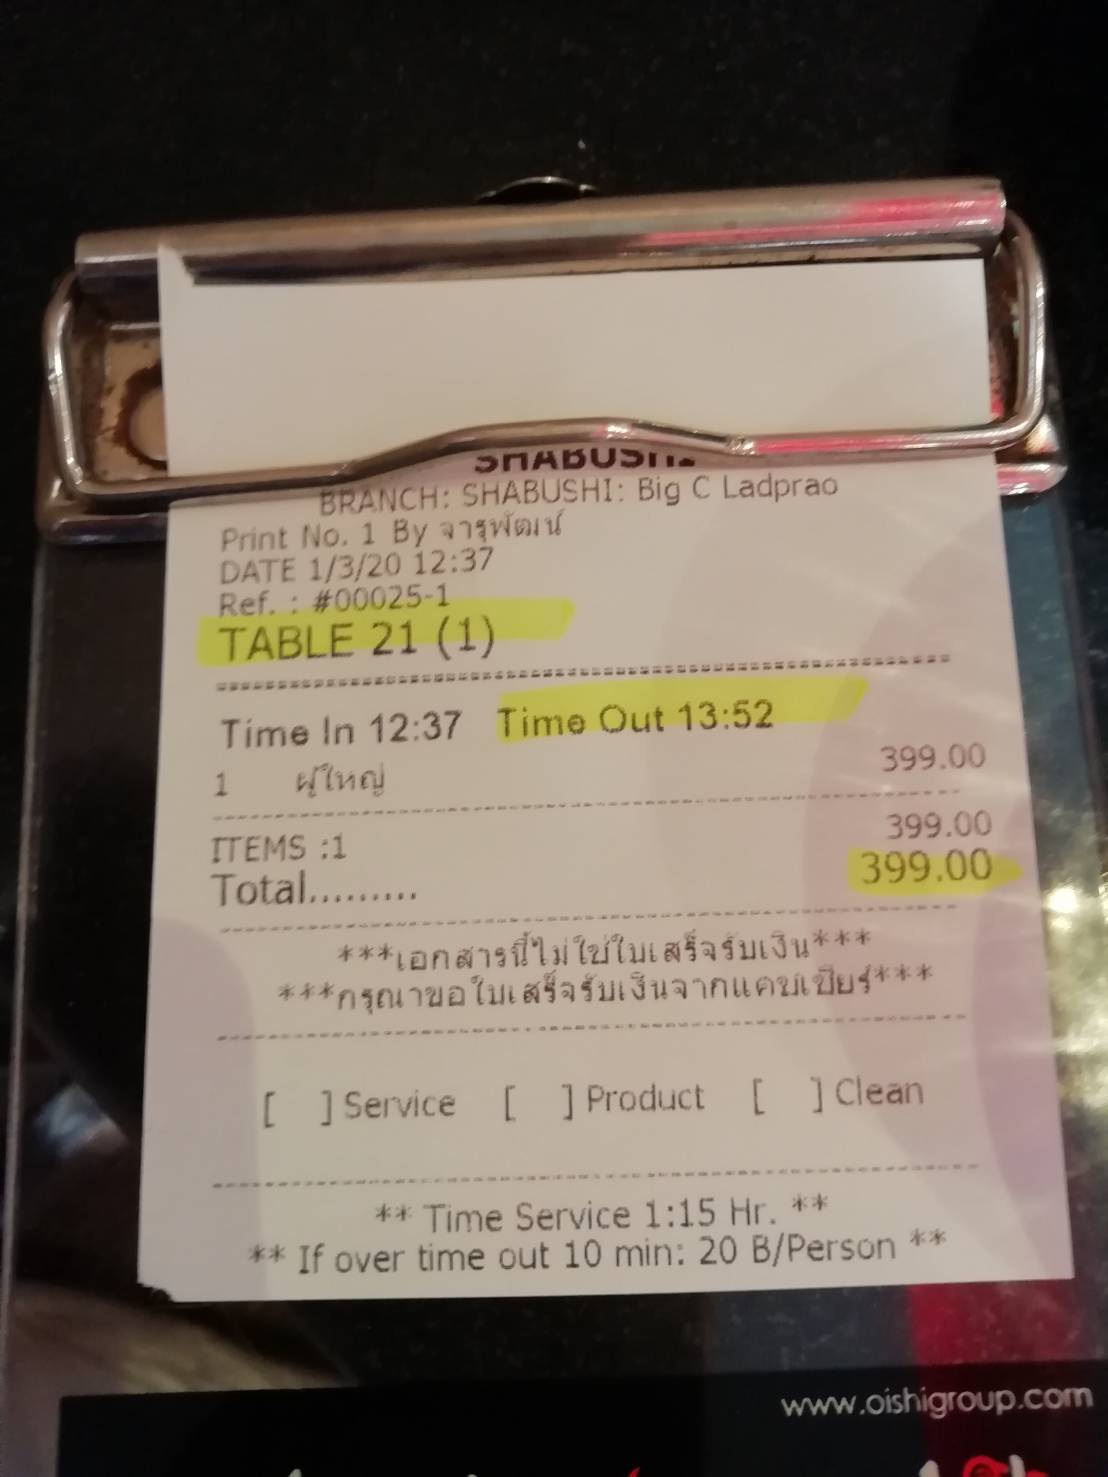 SHABUSHI
BRANCH: SHABUSHI: Big C Ladprao
Print No. 1 By จารุพัฒน์
DATE 1/3/20 12:37
Ref. : #00025-1
TABLE 21 (1)
Time In 12:37 Time Out 13:52
1 ผู้ใหญ่ 399.00
ITEMS :1 399.00
Total......... 399.00
***เอกสารนี้ไม่ใช่ใบเสร็จรับเงิน***
***กรุณาขอใบเสร็จรับเงินจากแคชเชียร์***
[ ] Service [ ] Product [ ] Clean
** Time Service 1:15 Hr. **
** If over time out 10 min: 20 B/Person **
www.oishigroup.com